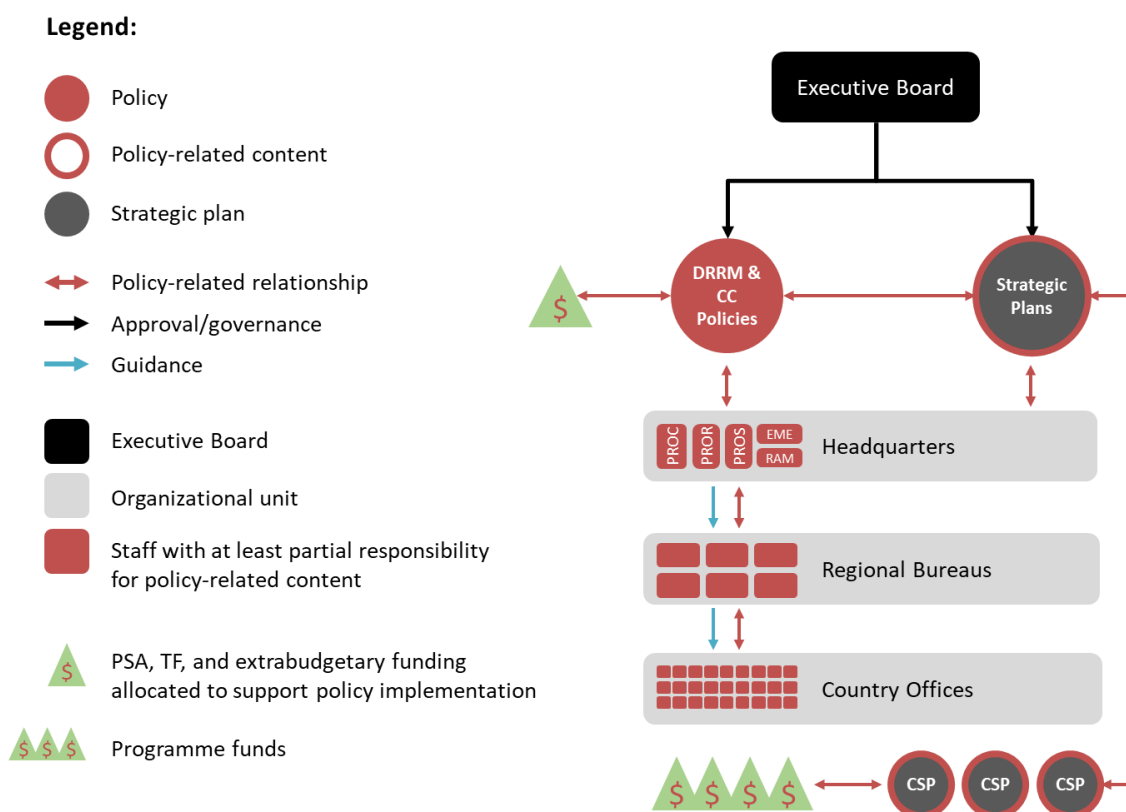 Legend:
Policy
Policy-related content
Strategic plan
Policy-related relationship
Approval/governance
Guidance
Executive Board
Organizational unit
Staff with at least partial responsibility
for policy-related content
$
PSA, TF, and extrabudgetary funding
allocated to support policy implementation
$ $ $
Programme funds
Executive Board
$
DRRM &
CC
Policies
Strategic
Plans
PROC
PROR
PROS
EME
RAM
Headquarters
Regional Bureaus
Country Offices
$ $ $ $
CSP
CSP
CSP